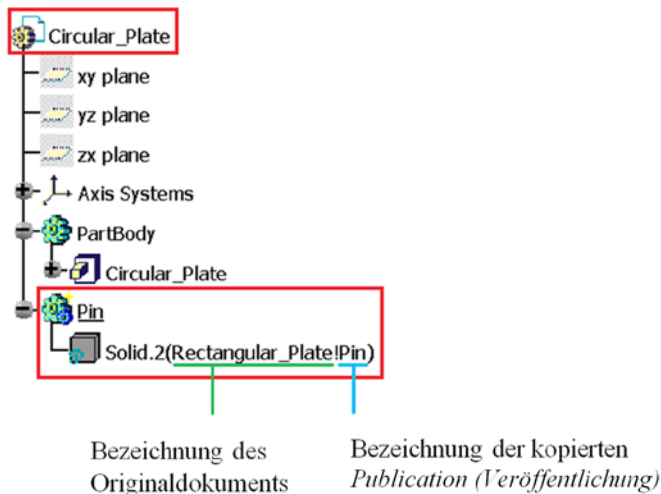 Circular_Plate
xy plane
yz plane
zx plane
Axis Systems
PartBody
Circular_Plate
Pin
Solid.2(Rectangular_Plate!Pin)
Bezeichnung des
Originaldokuments
Bezeichnung der kopierten
Publication (Veröffentlichung)